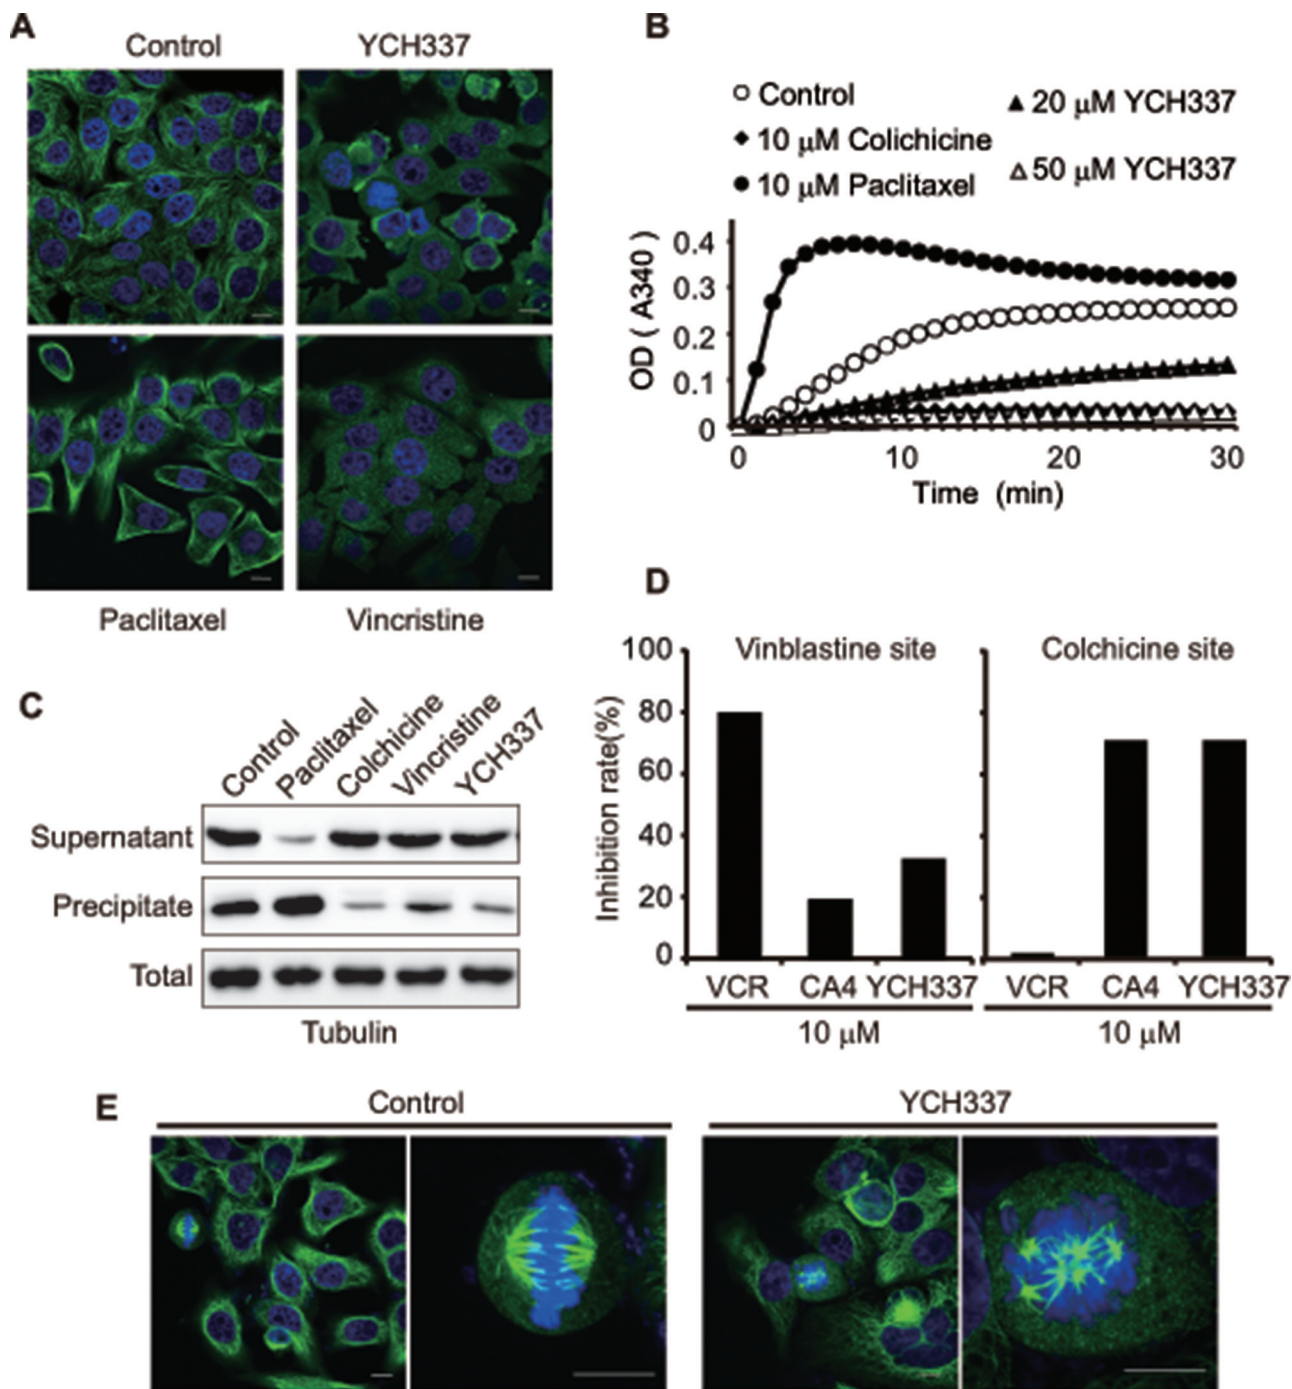 A
Control YCH337
Paclitaxel Vincristine
B
Control
10 μM Colichicine
10 μM Paclitaxel
20 μM YCH337
50 μM YCH337
OD ( A340 )
0.4
0.3
0.2
0.1
0
0 10 20 30
Time (min)
C
Control Paclitaxel Colchicine Vincristine YCH337
Supernatant
Precipitate
Total
Tubulin
D
Vinblastine site Colchicine site
Inhibition rate(%)
100
80
60
40
20
0
VCR CA4 YCH337 VCR CA4 YCH337
10 μM 10 μM
E
Control YCH337